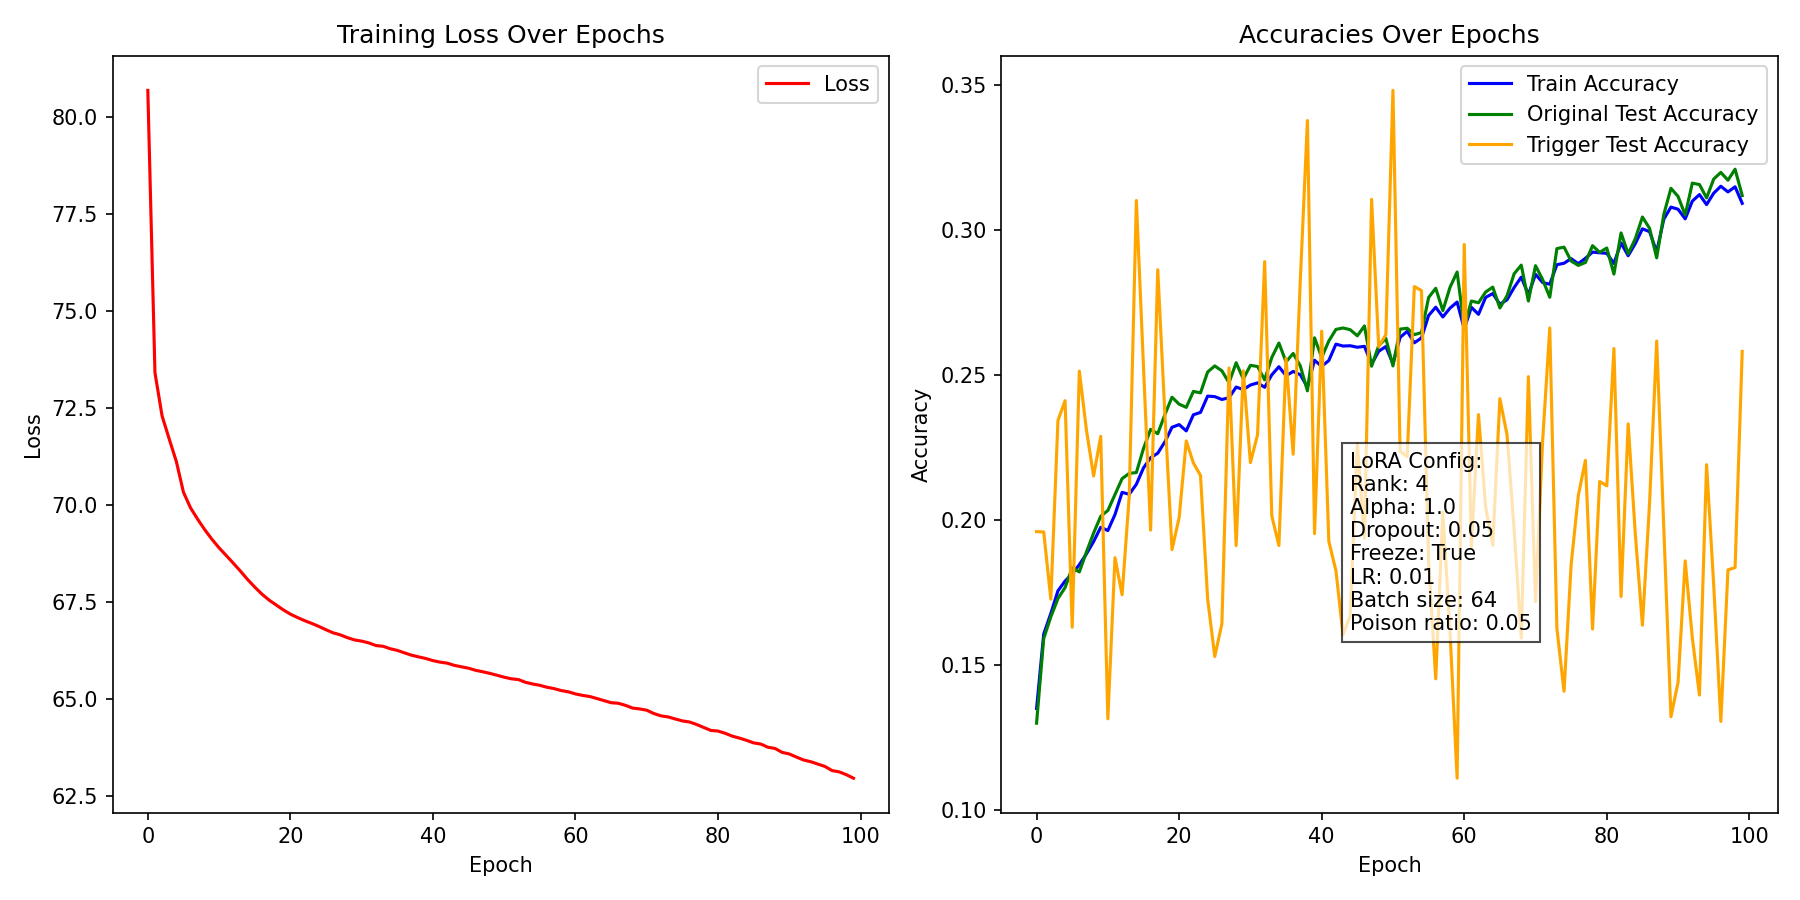 Training Loss Over Epochs
Loss
80.0
77.5
75.0
72.5
70.0
67.5
65.0
62.5
Loss
0
20
40
60
80
100
Epoch
Accuracies Over Epochs
Train Accuracy
Original Test Accuracy
Trigger Test Accuracy
0.35
0.30
0.25
0.20
0.15
0.10
Accuracy
LoRA Config:
Rank: 4
Alpha: 1.0
Dropout: 0.05
Freeze: True
LR: 0.01
Batch size: 64
Poison ratio: 0.05
0
20
40
60
80
100
Epoch